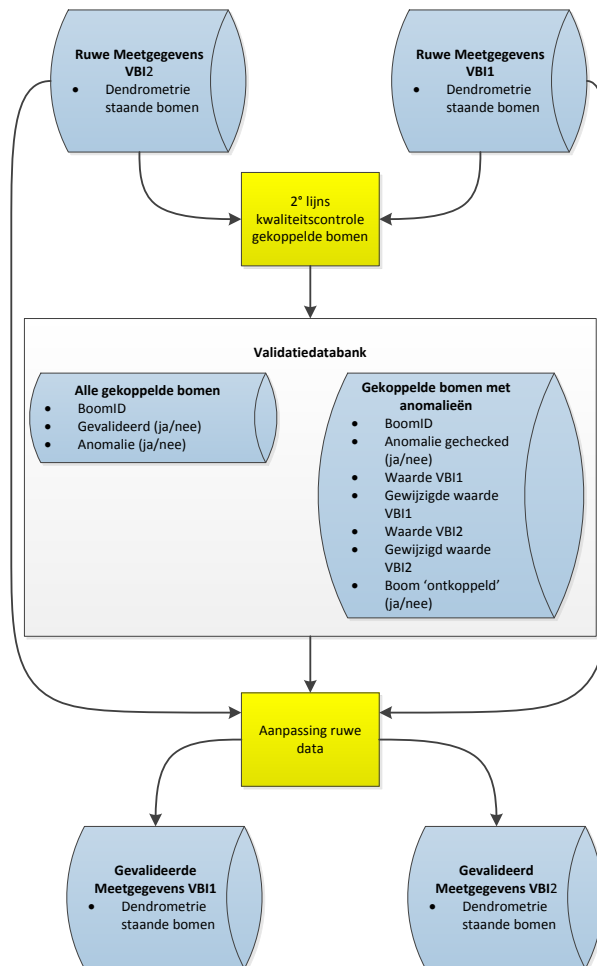 Ruwe Meetgegevens
VBI2
• Dendrometrie
staande bomen
Ruwe Meetgegevens
VBI1
• Dendrometrie
staande bomen
2° lijns
kwaliteitscontrole
gekoppelde bomen
Validatiedatabank
Alle gekoppelde bomen
• BoomID
• Gevalideerd (ja/nee)
• Anomalie (ja/nee)
Gekoppelde bomen met
anomalieën
• BoomID
• Anomalie gechecked
(ja/nee)
• Waarde VBI1
• Gewijzigde waarde
VBI1
• Waarde VBI2
• Gewijzigd waarde
VBI2
• Boom ‘ontkoppeld’
(ja/nee)
Aanpassing ruwe
data
Gevalideerde
Meetgegevens VBI1
• Dendrometrie
staande bomen
Gevalideerd
Meetgegevens VBI2
• Dendrometrie
staande bomen